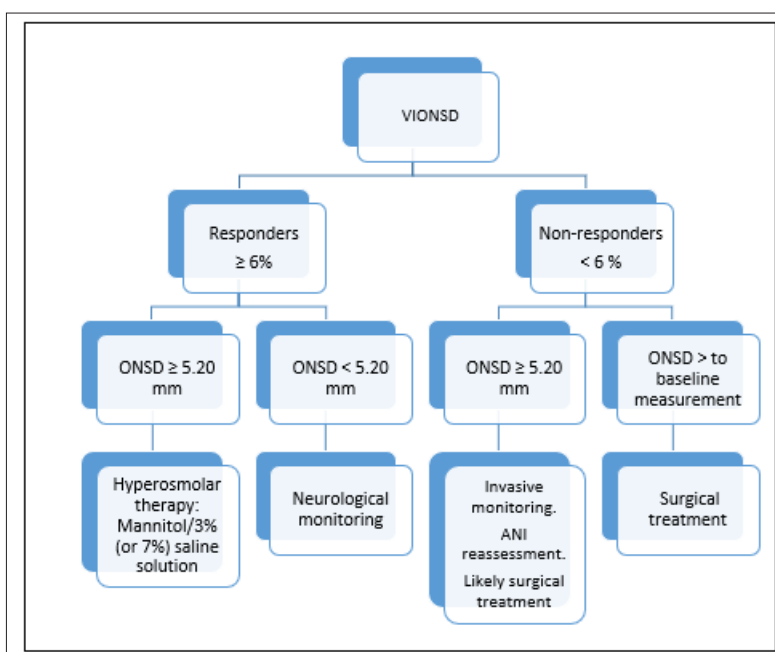 VIONSD
Responders
≥ 6%
Non-responders
< 6 %
ONSD ≥ 5.20
mm
ONSD < 5.20
mm
ONSD ≥ 5.20
mm
ONSD > to
baseline
measurement
Hyperosmolar
therapy:
Mannitol/3%
(or 7%) saline
solution
Neurological
monitoring
Invasive
monitoring.
ANI
reassessment.
Likely surgical
treatment
Surgical
treatment